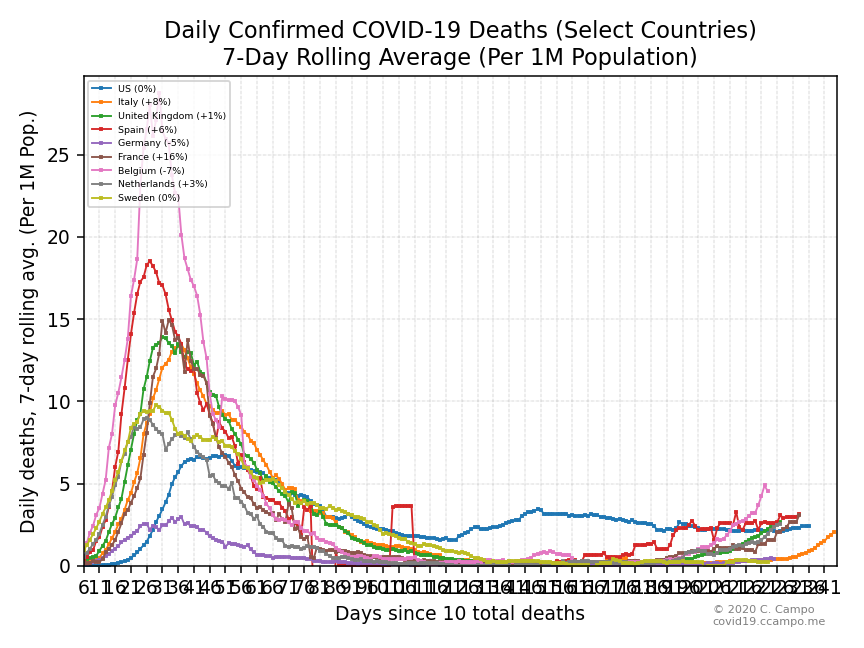 Daily Confirmed COVID-19 Deaths (Select Countries)
7-Day Rolling Average (Per 1M Population)
Daily deaths, 7-day rolling avg. (Per 1M Pop.)
25
20
15
10
5
0
US (0%)
Italy (+8%)
United Kingdom (+1%)
Spain (+6%)
Germany (-5%)
France (+16%)
Belgium (-7%)
Netherlands (+3%)
Sweden (0%)
Days since 10 total deaths
© 2020 C. Campo
covid19.ccampo.me